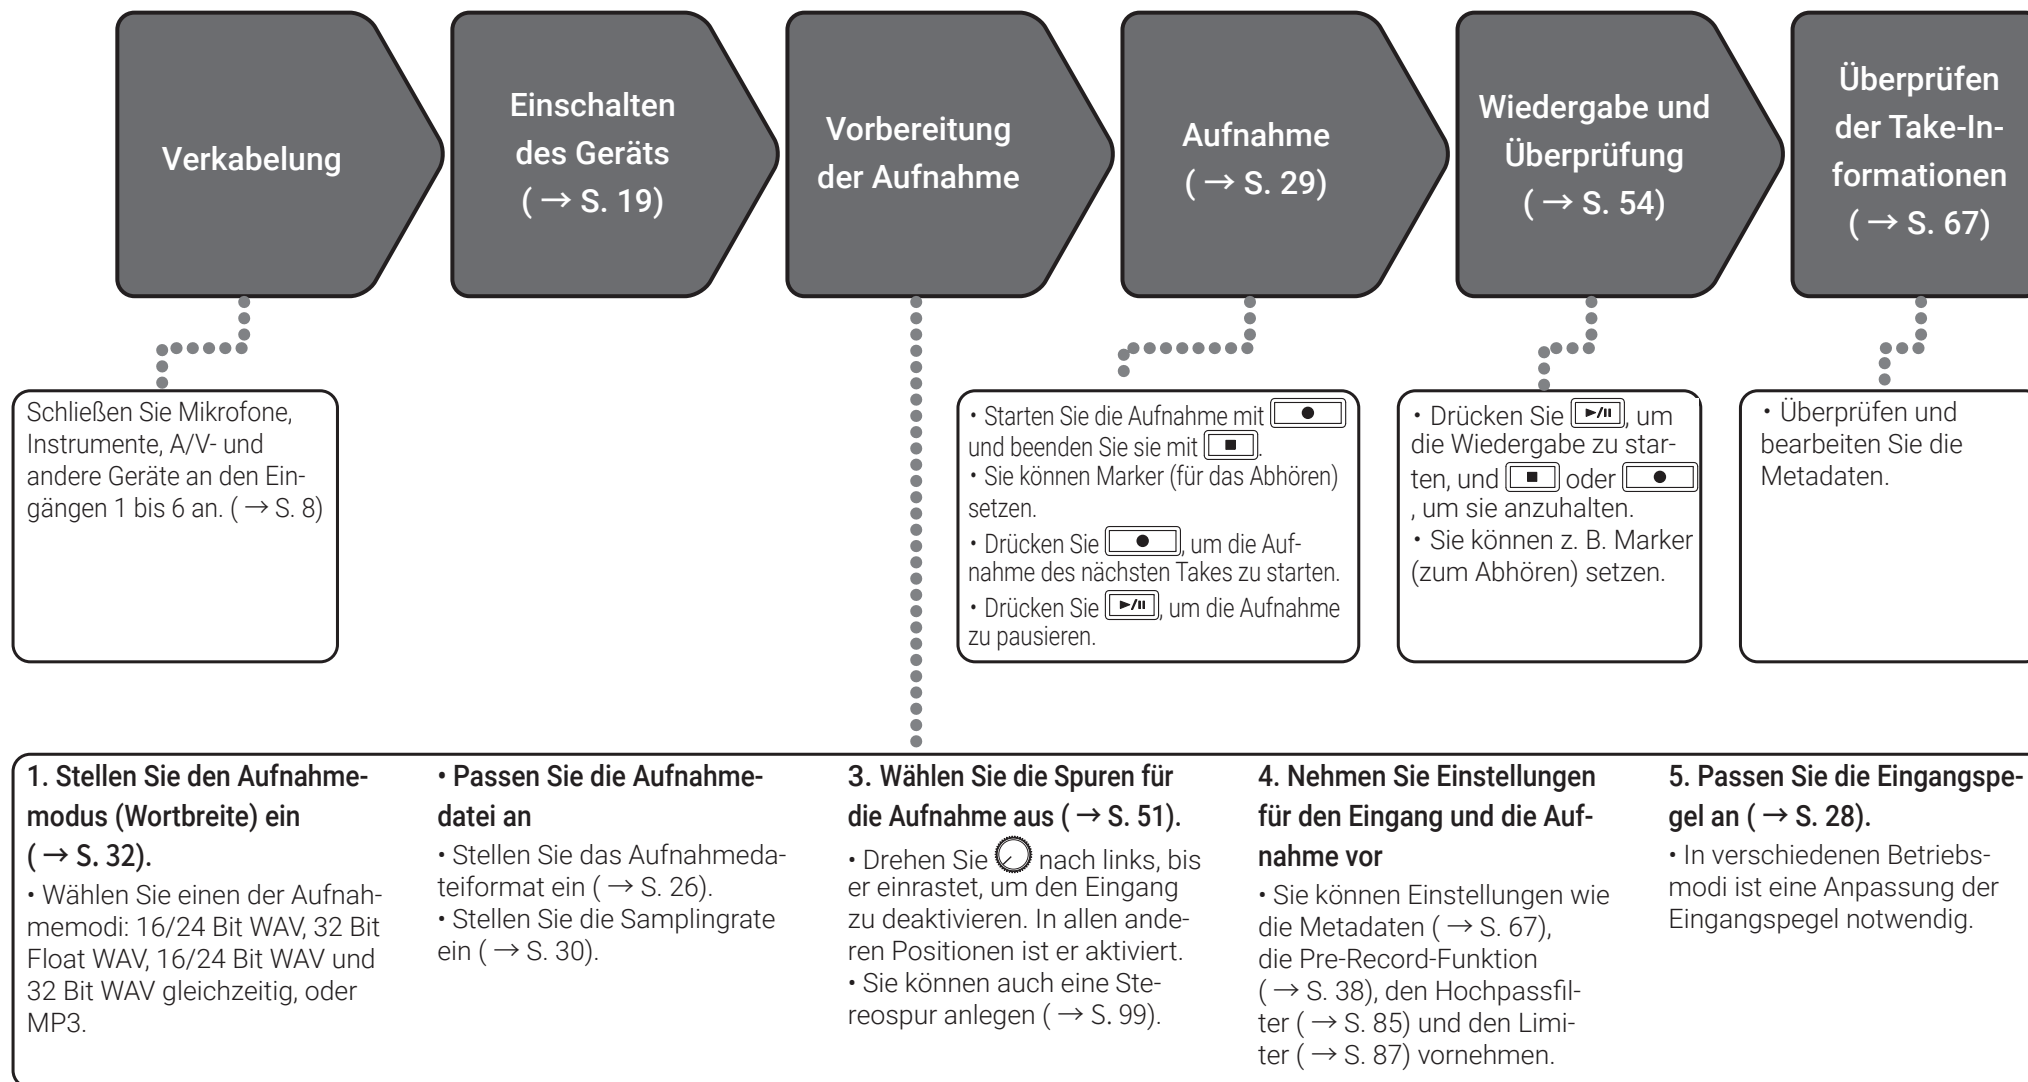 Verkabelung
Einschalten
des Geräts
( → S. 19)
Vorbereitung
der Aufnahme
Aufnahme
( → S. 29)
Wiedergabe und
Überprüfung
( → S. 54)
Überprüfen
der Take-In-
formationen
( → S. 67)
Schließen Sie Mikrofone,
Instrumente, A/V- und
andere Geräte an den Ein-
gängen 1 bis 6 an. ( → S. 8)
• Starten Sie die Aufnahme mit
und beenden Sie sie mit .
• Sie können Marker (für das Abhören)
setzen.
• Drücken Sie , um die Auf-
nahme des nächsten Takes zu starten.
• Drücken Sie , um die Aufnahme
zu pausieren.
• Drücken Sie , um
die Wiedergabe zu star-
ten, und oder
, um sie anzuhalten.
• Sie können z. B. Marker
(zum Abhören) setzen.
• Überprüfen und
bearbeiten Sie die
Metadaten.
1. Stellen Sie den Aufnahme-
modus (Wortbreite) ein
( → S. 32).
• Wählen Sie einen der Aufnah-
memodi: 16/24 Bit WAV, 32 Bit
Float WAV, 16/24 Bit WAV und
32 Bit WAV gleichzeitig, oder
MP3.
• Passen Sie die Aufnahme-
datei an
• Stellen Sie das Aufnahmeda-
teiformat ein ( → S. 26).
• Stellen Sie die Samplingrate
ein ( → S. 30).
3. Wählen Sie die Spuren für
die Aufnahme aus ( → S. 51).
• Drehen Sie nach links, bis
er einrastet, um den Eingang
zu deaktivieren. In allen ande-
ren Positionen ist er aktiviert.
• Sie können auch eine Ste-
reospur anlegen ( → S. 99).
4. Nehmen Sie Einstellungen
für den Eingang und die Auf-
nahme vor
• Sie können Einstellungen wie
die Metadaten ( → S. 67),
die Pre-Record-Funktion
( → S. 38), den Hochpassfil-
ter ( → S. 85) und den Limi-
ter ( → S. 87) vornehmen.
5. Passen Sie die Eingangspe-
gel an ( → S. 28).
• In verschiedenen Betriebs-
modi ist eine Anpassung der
Eingangspegel notwendig.